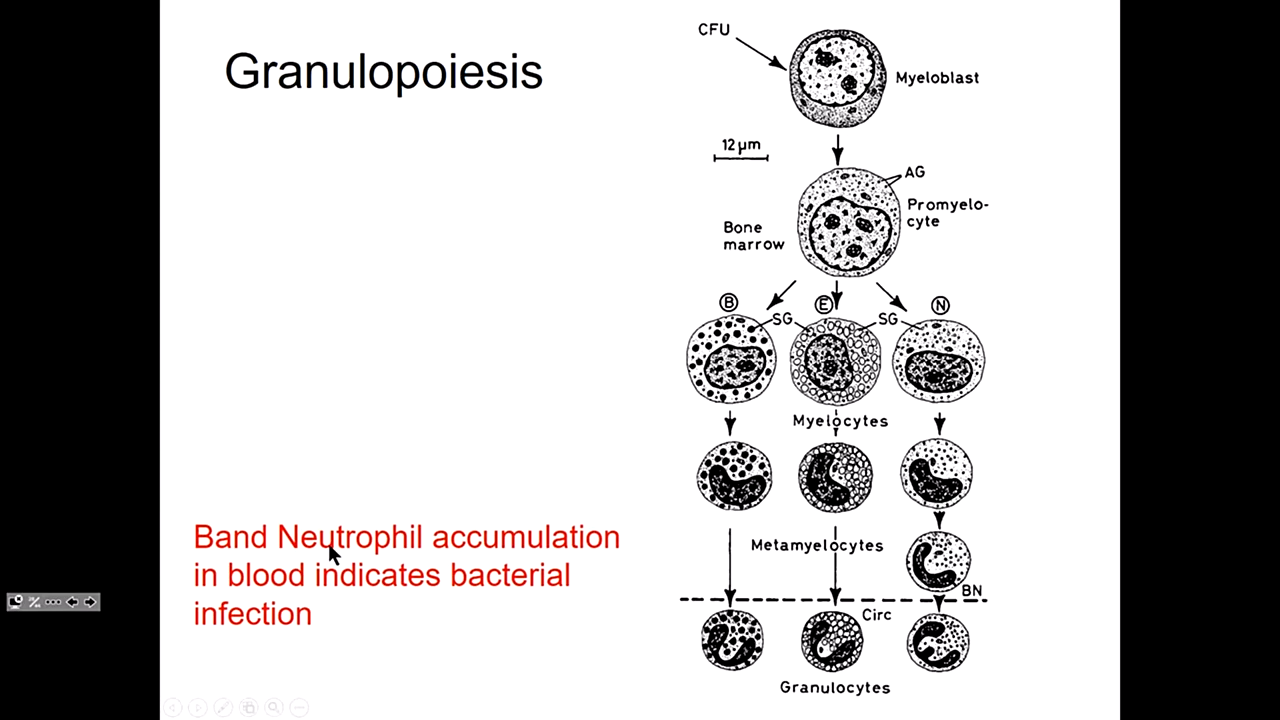 Granulopoiesis
CFU
Myeloblast
12 µm
AG
Promyelo-
cyte
Bone
marrow
B
E
N
SG
SG
Myelocytes
Metamyelocytes
BN
Circ
Granulocytes
Band Neutrophil accumulation
in blood indicates bacterial
infection